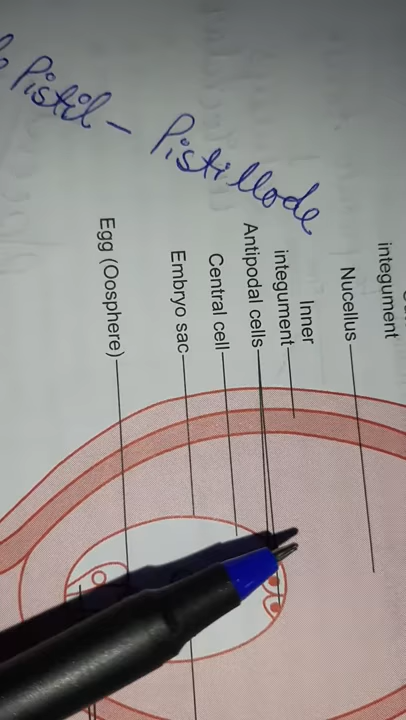 Pistil - Pistillode
integument
Nucellus
Inner
integument
Antipodal cells
Central cell
Embryo sac
Egg (Oosphere)